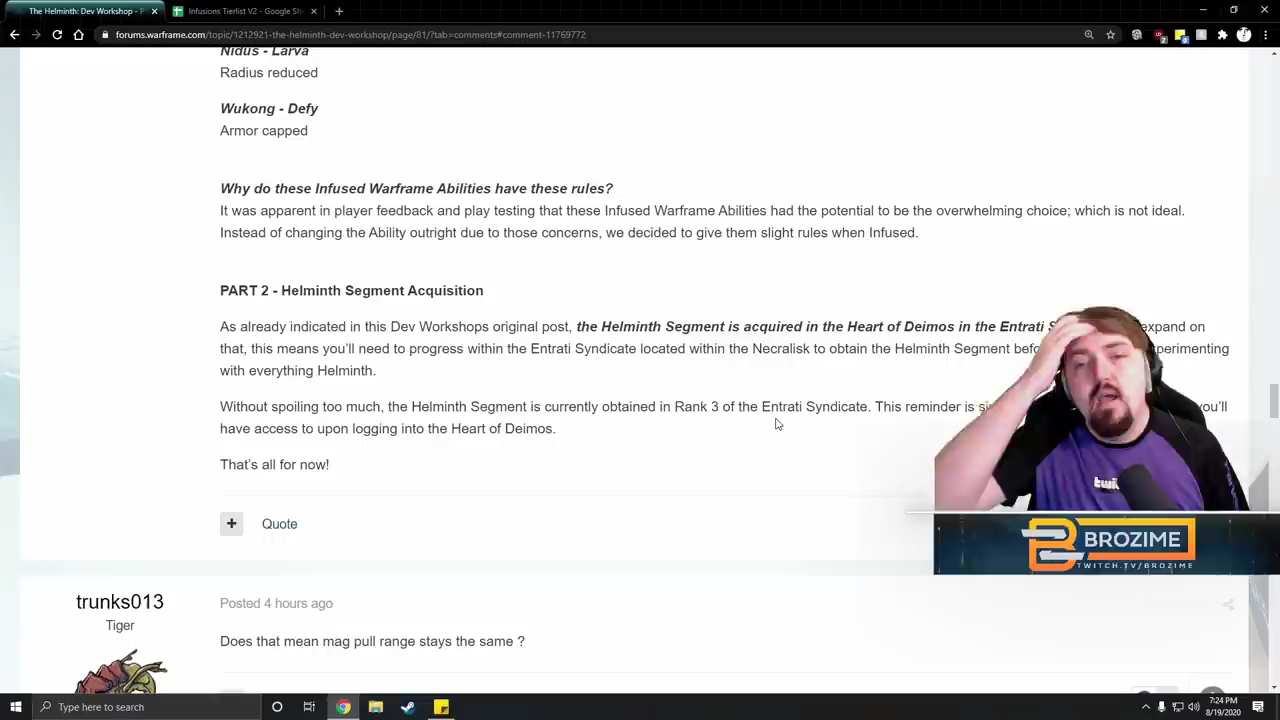 The Helminth: Dev Workshop - P
Infusions Tierlist V2 - Google She
forums.warframe.com/topic/1212921-the-helminth-dev-workshop/page/81/?tab=comments#comment-11769772
Nidus - Larva
Radius reduced
Wukong - Defy
Armor capped
Why do these Infused Warframe Abilities have these rules?
It was apparent in player feedback and play testing that these Infused Warframe Abilities had the potential to be the overwhelming choice; which is not ideal.
Instead of changing the Ability outright due to those concerns, we decided to give them slight rules when Infused.
PART 2 - Helminth Segment Acquisition
As already indicated in this Dev Workshops original post, the Helminth Segment is acquired in the Heart of Deimos in the Entrati S expand on
that, this means you'll need to progress within the Entrati Syndicate located within the Necralisk to obtain the Helminth Segment befo perimenting
with everything Helminth.
Without spoiling too much, the Helminth Segment is currently obtained in Rank 3 of the Entrati Syndicate. This reminder is si you'll
have access to upon logging into the Heart of Deimos.
That's all for now!
+ Quote
twi
BROZIME
TWITCH.TV/BROZIME
trunks013
Tiger
Posted 4 hours ago
Does that mean mag pull range stays the same ?
Type here to search
7:24 PM
8/19/2020